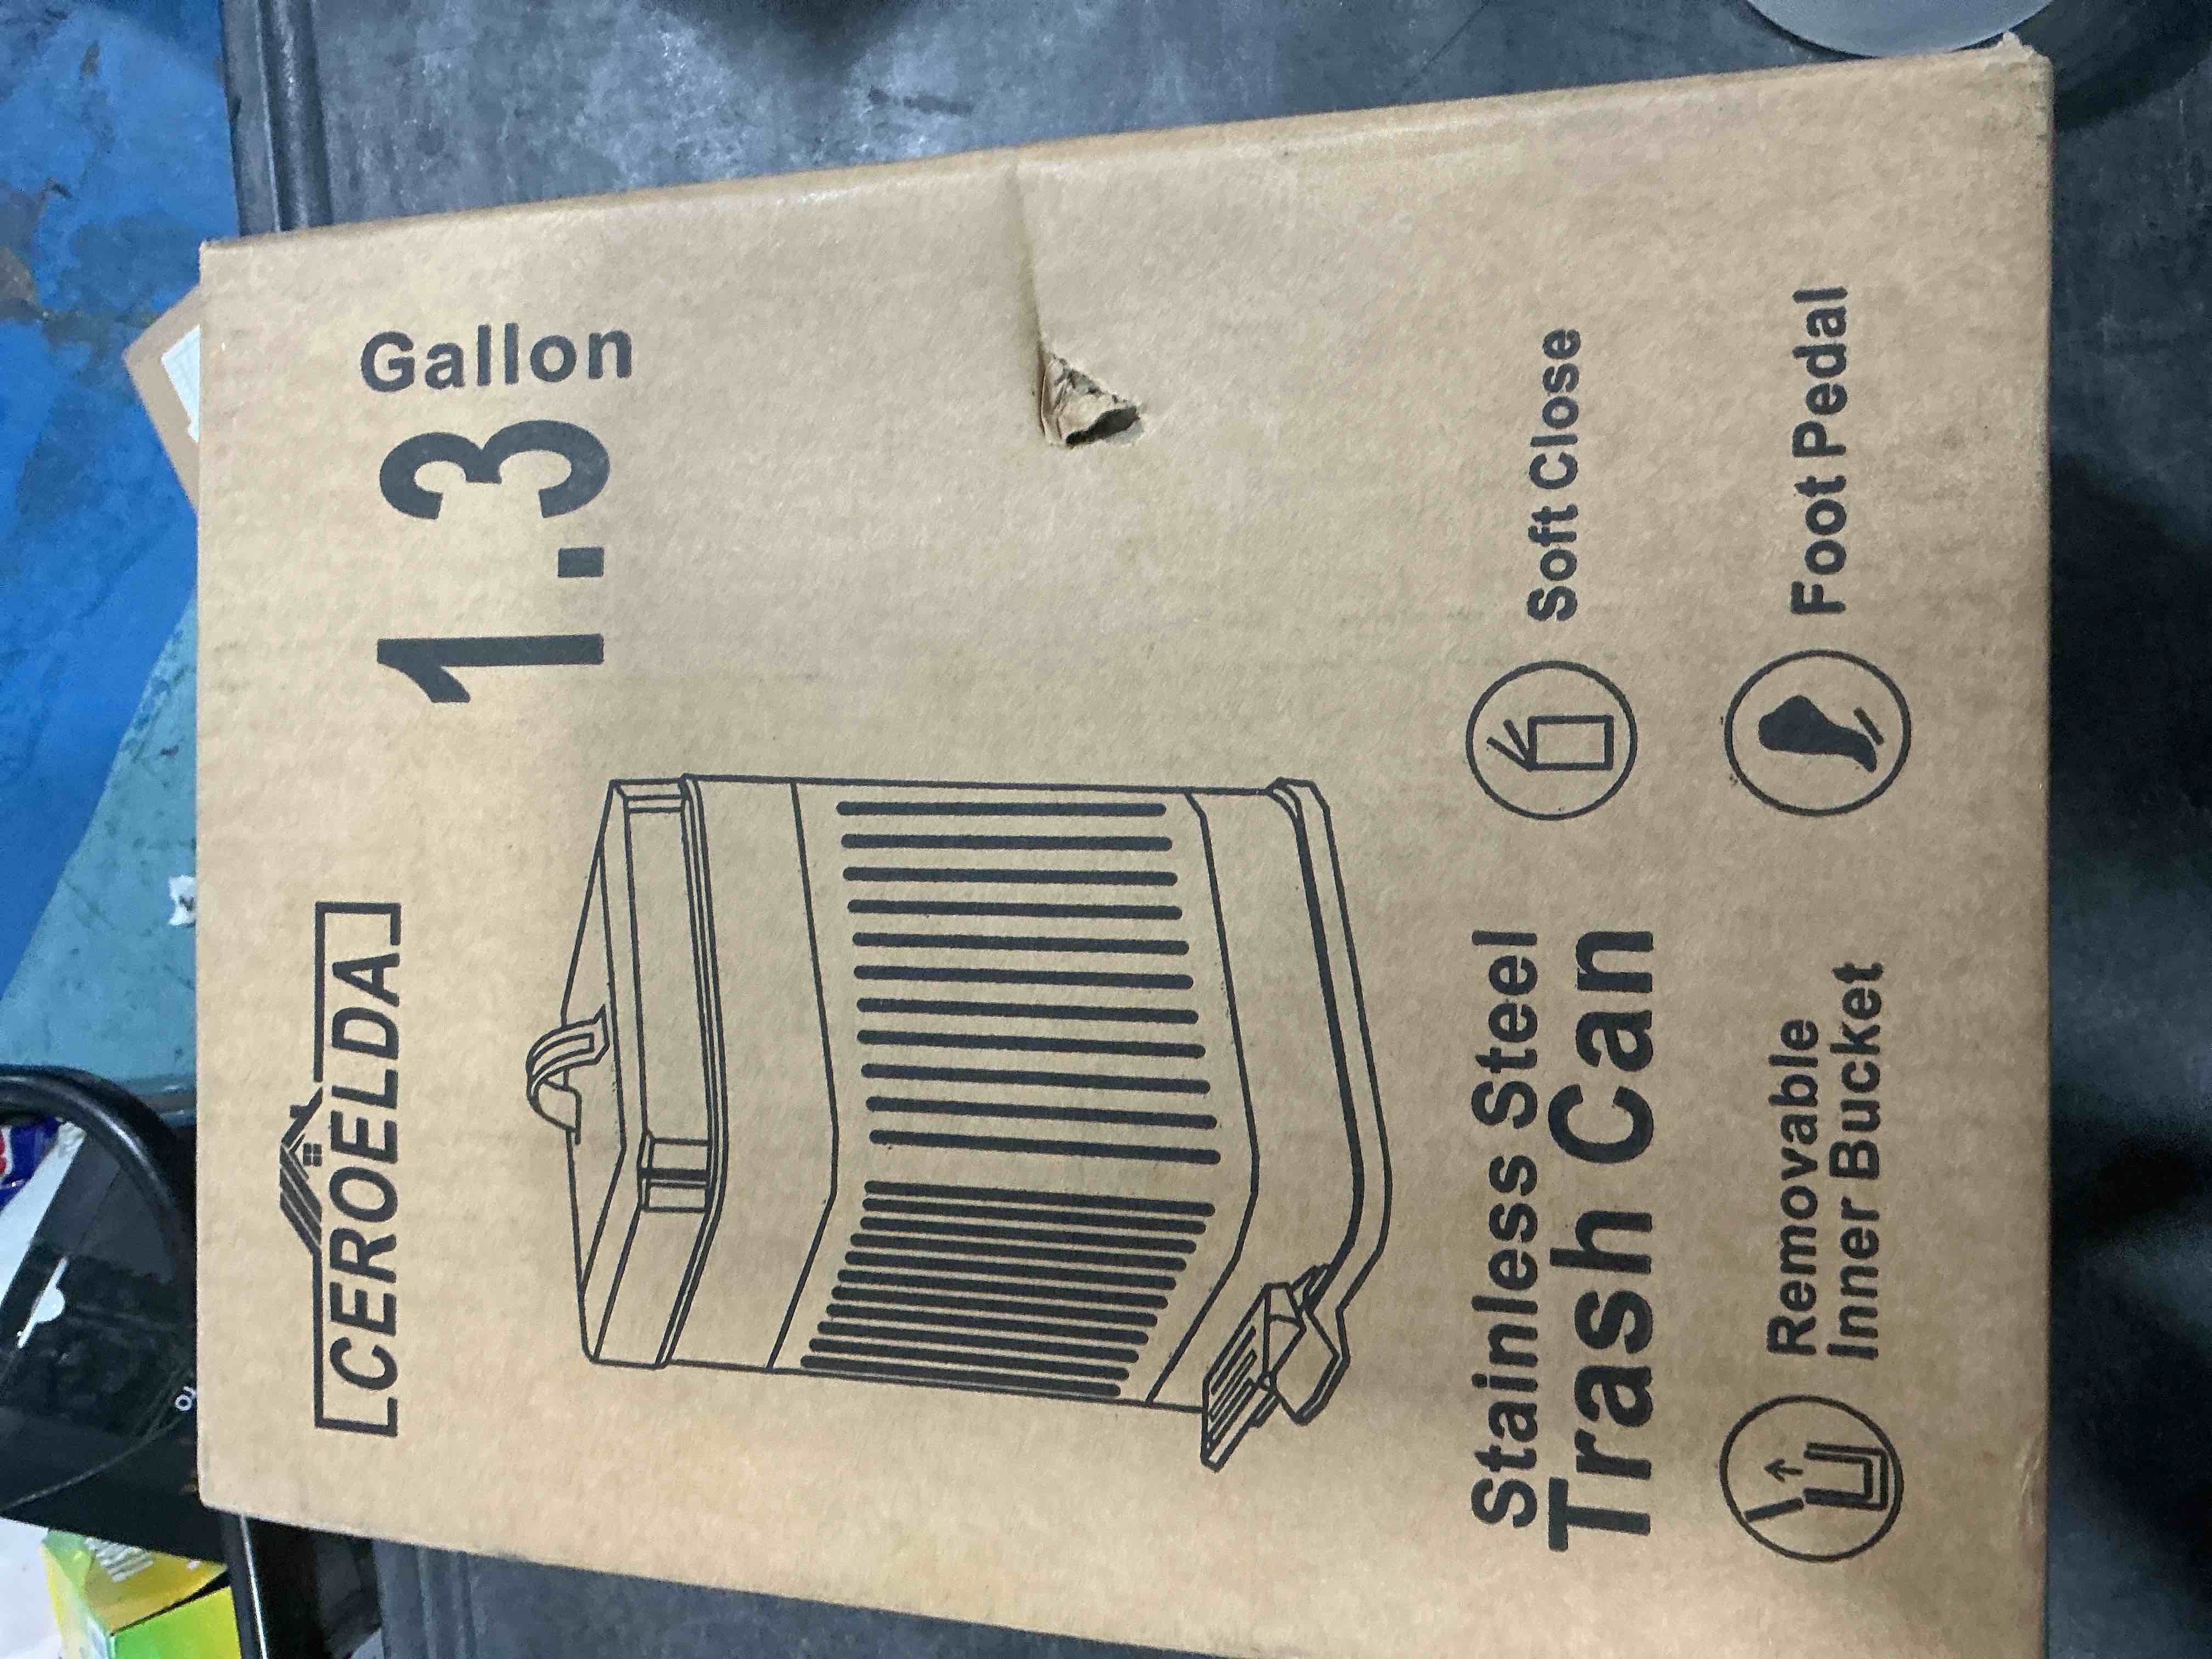 CEROELDA
1.3 Gallon
Stainless Steel
Trash Can
Soft Close
Removable
Inner Bucket
Foot Pedal